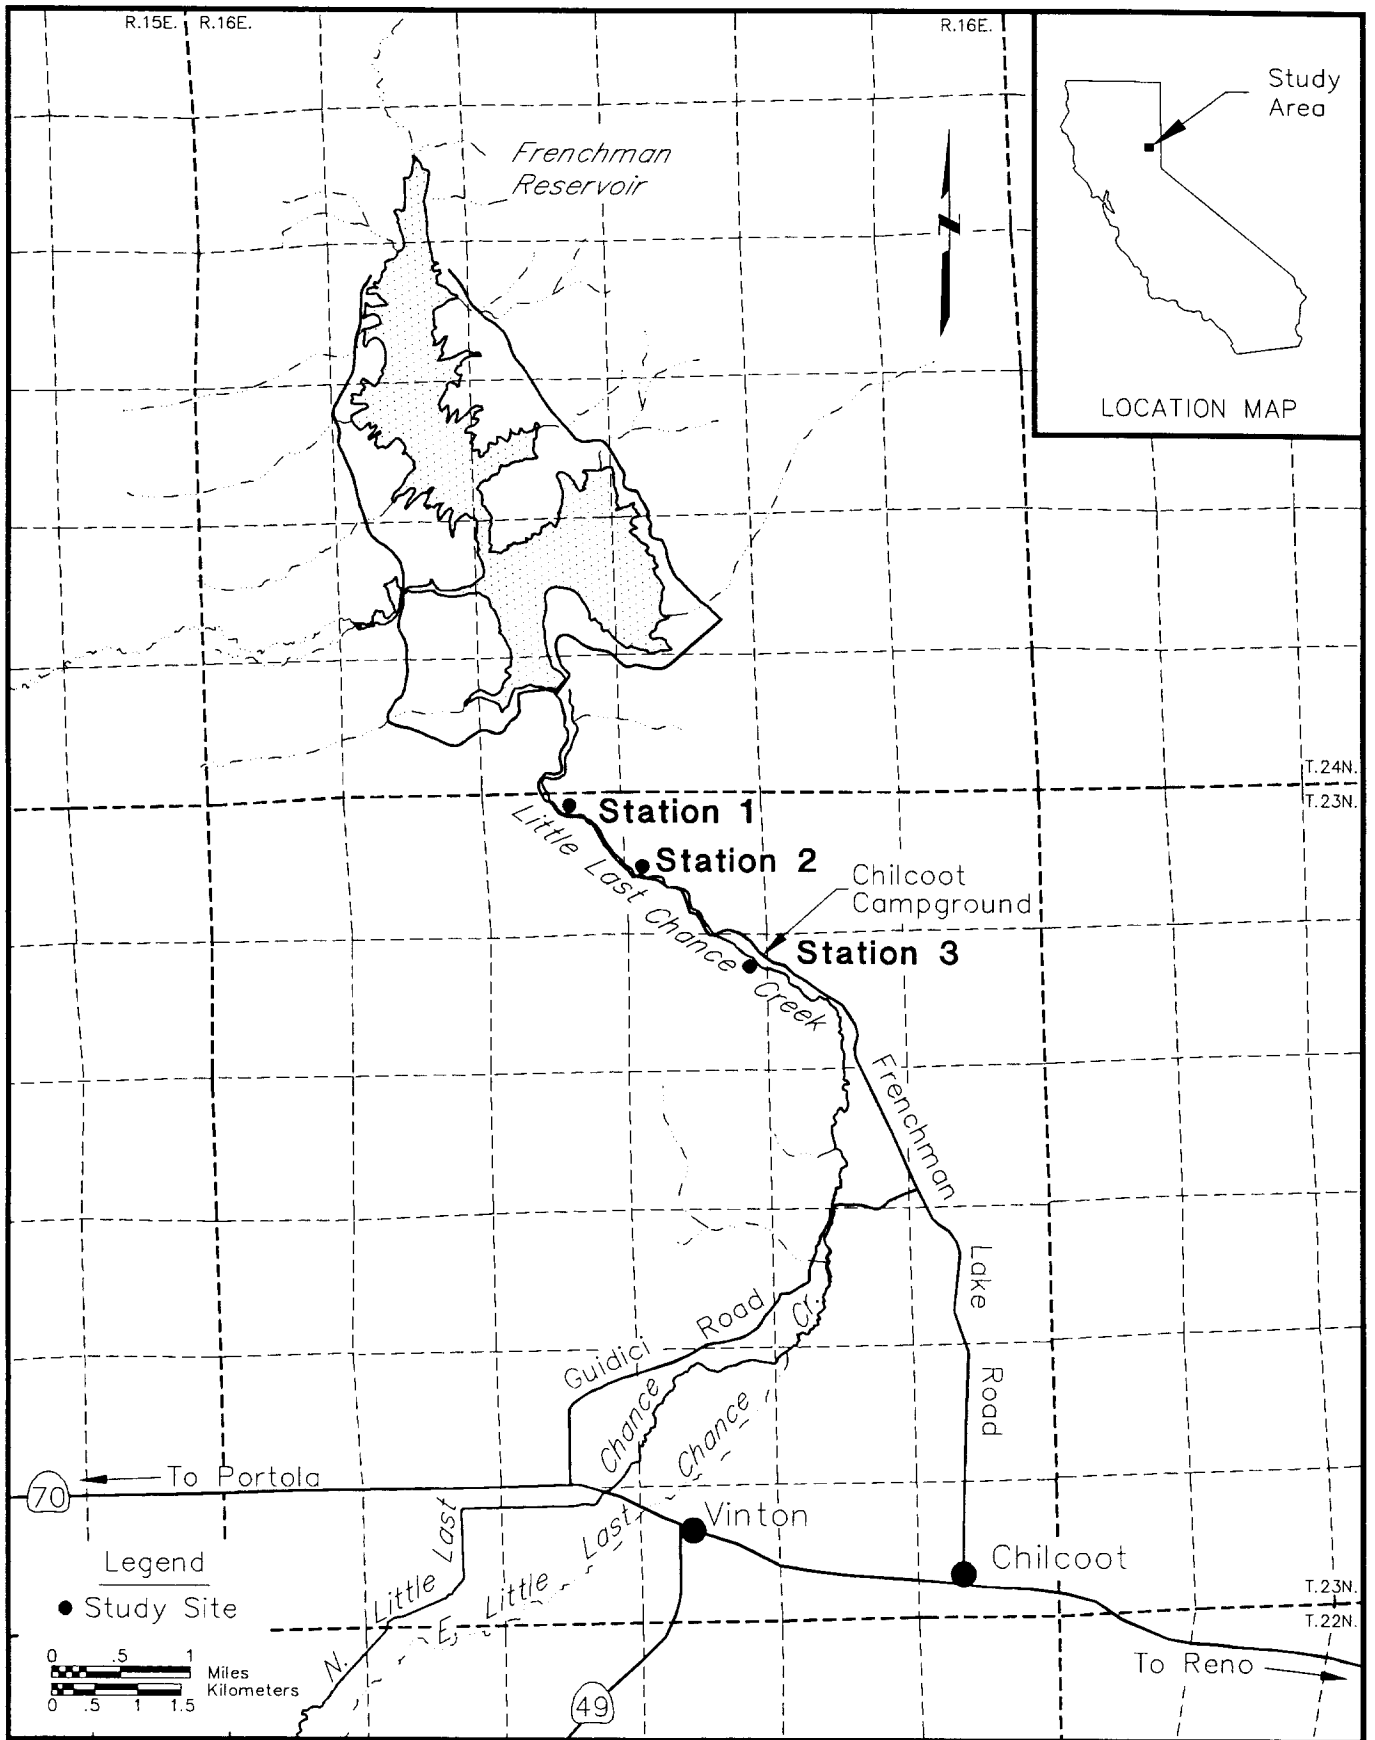 R.15E. R.16E.
R.16E.
Study
Area
LOCATION MAP
Frenchman
Reservoir
N
T.24N.
T.23N.
Station 1
Station 2
Chilcoot
Campground
Station 3
Little Last Chance Creek
Frenchman Lake Road
Guidici Road
N. Little Last Chance Cr.
E. Little Last Chance
70
To Portola
Vinton
Chilcoot
T.23N.
T.22N.
To Reno
49
Legend
Study Site
0 .5 1
Miles
Kilometers
0 .5 1 1.5